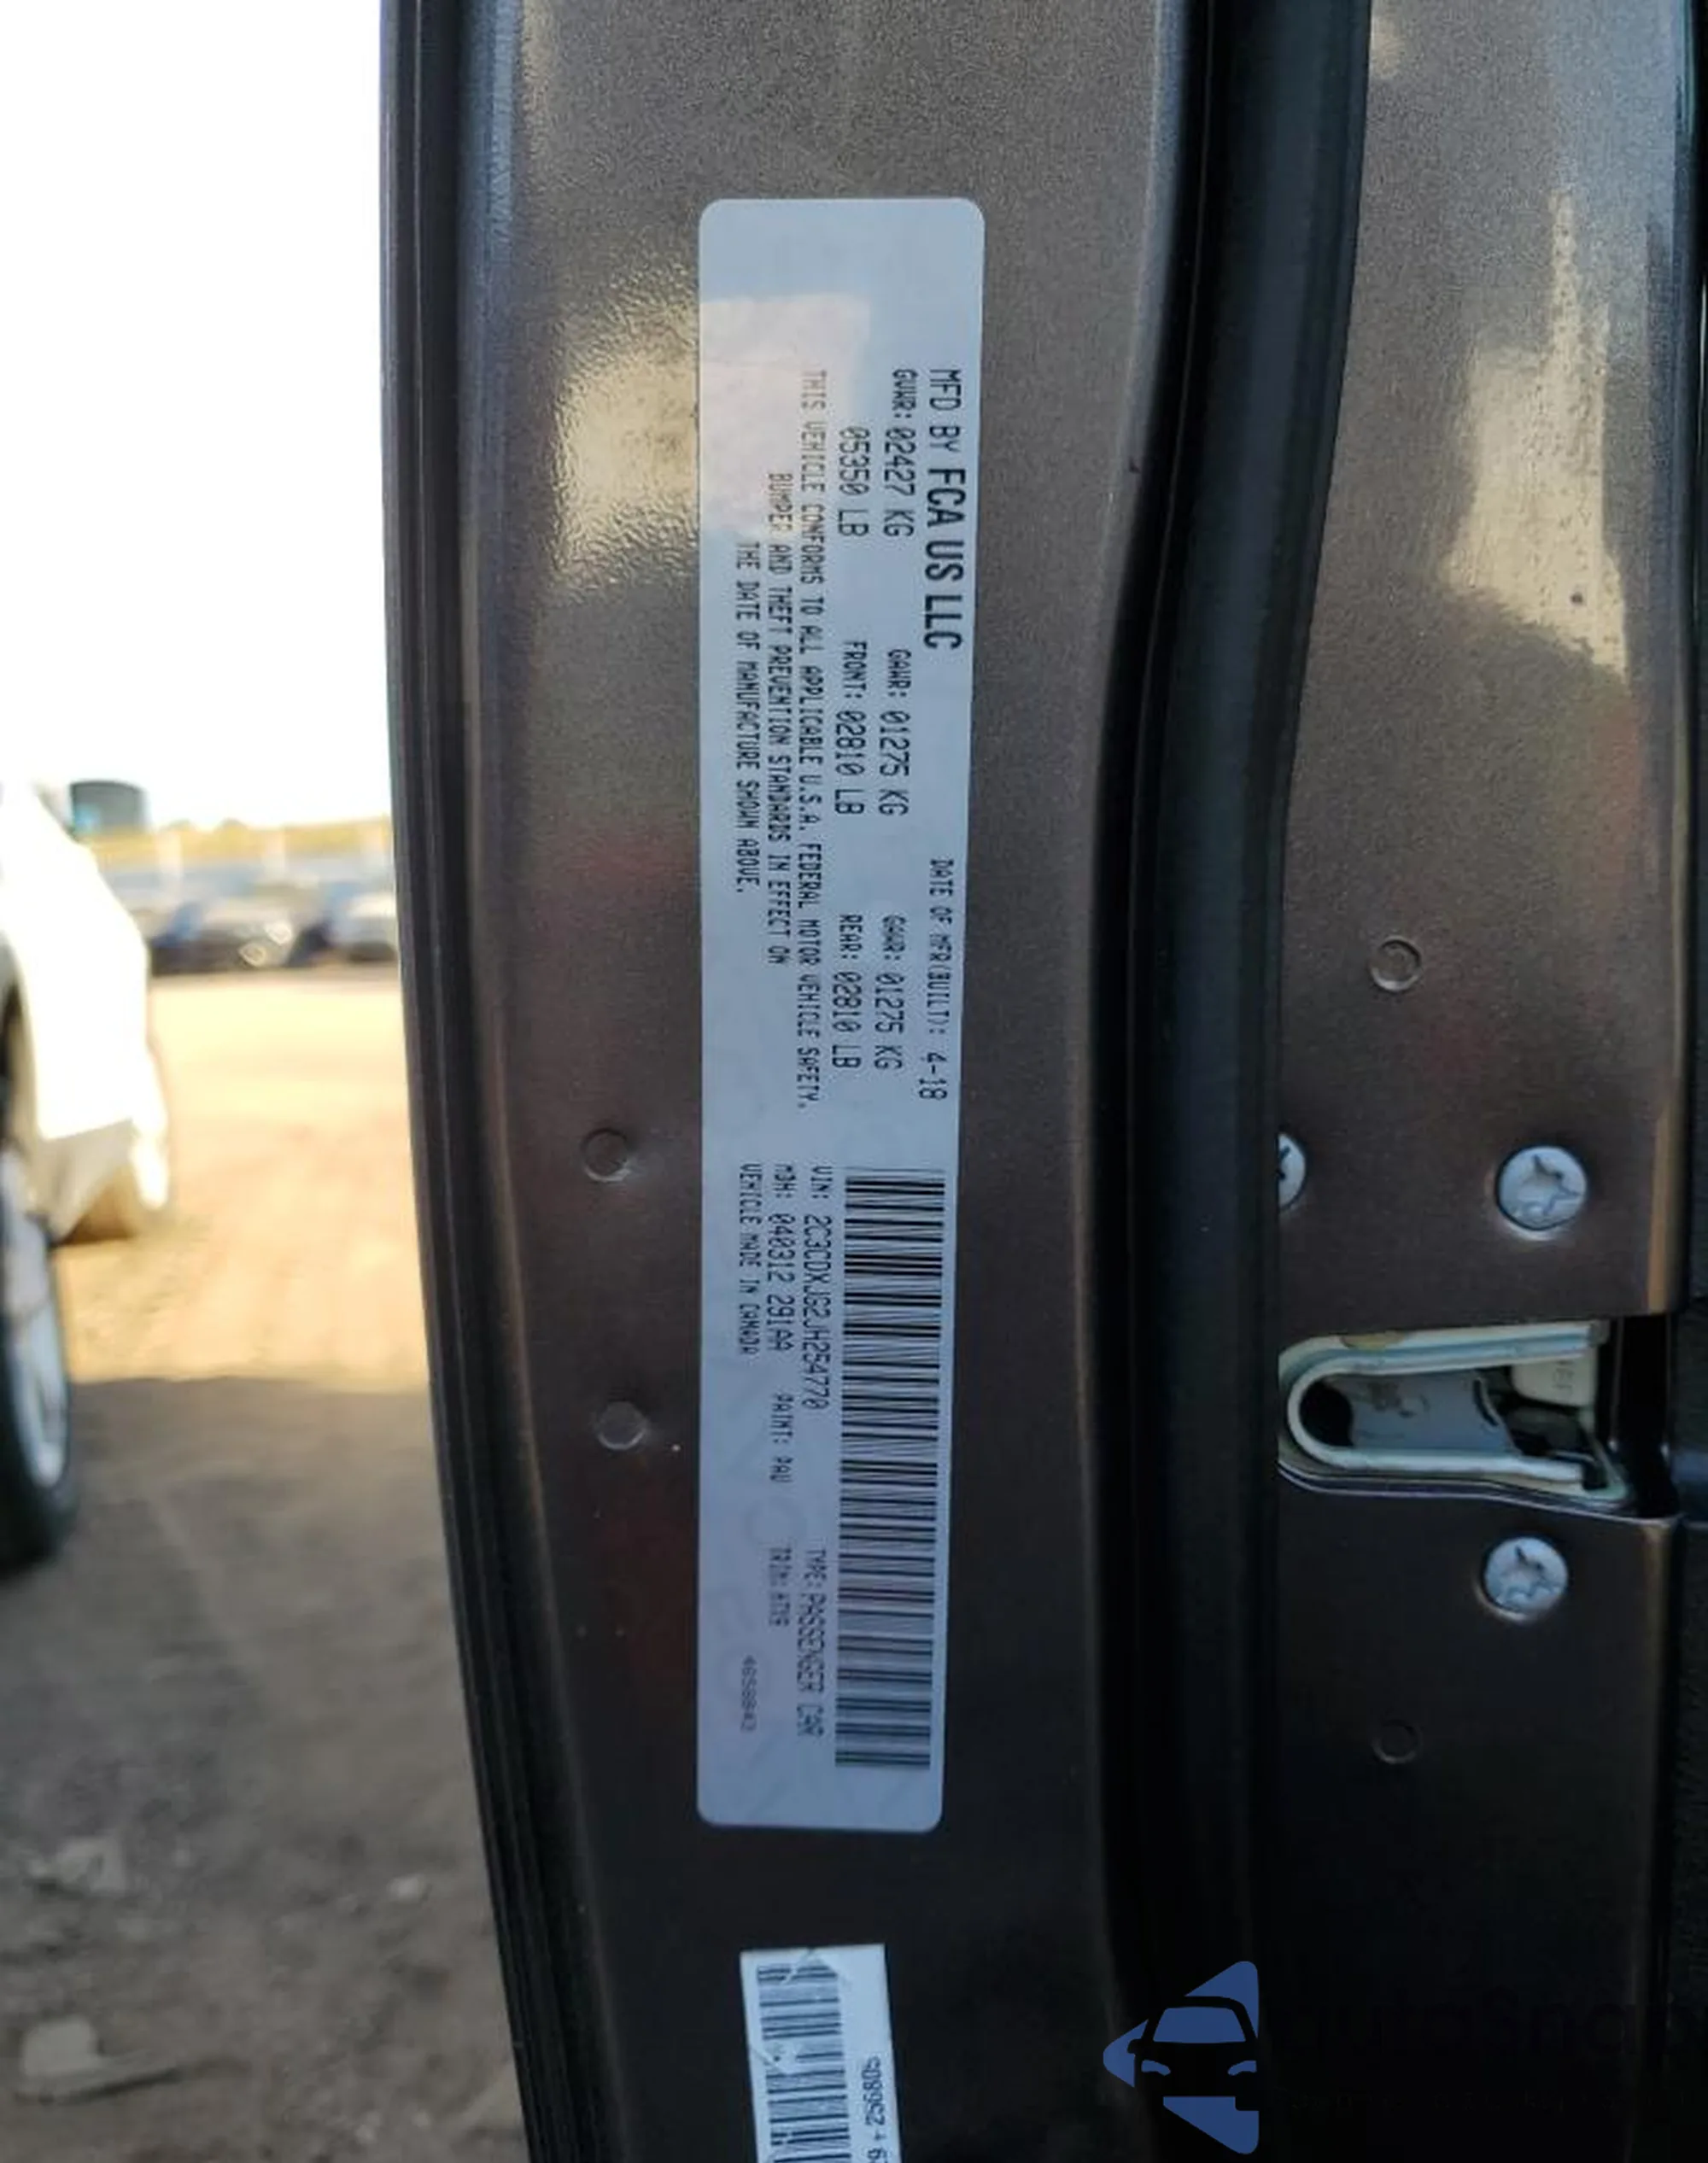 MFD BY FCA US LLC
DATE OF MFR(BUILT): 4-18
GVWR: 02427 KG
GAWR: 01275 KG
GAWR: 01275 KG
05350 LB
FRONT: 02810 LB
REAR: 02810 LB
THIS VEHICLE CONFORMS TO ALL APPLICABLE U.S.A. FEDERAL MOTOR VEHICLE SAFETY,
BUMPER AND THEFT PREVENTION STANDARDS IN EFFECT ON
THE DATE OF MANUFACTURE SHOWN ABOVE.
VIN: 2C3CDXJG2JH254770
TYPE: PASSENGER CAR
MDH: 040312 291AA
PAINT: PAU
TRIM:
VEHICLE MADE IN CANADA
256805